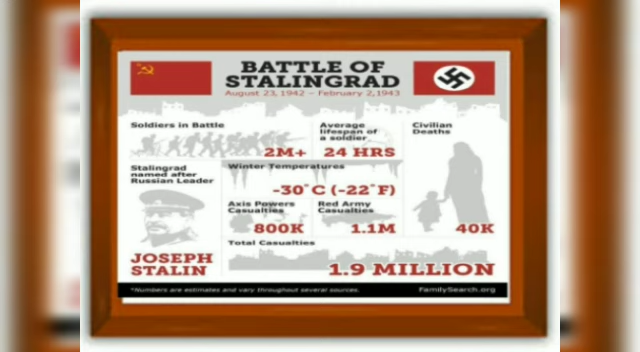 BATTLE OF
STALINGRAD
August 23, 1942 – February 2, 1943
Soldiers in Battle
2M+
Average
lifespan of
a soldier
24 HRS
Civilian
Deaths
40K
Stalingrad
named after
Russian Leader
JOSEPH
STALIN
Winter Temperatures
-30°C (-22°F)
Axis Powers
Casualties
800K
Red Army
Casualties
1.1M
Total Casualties
1.9 MILLION
*Numbers are estimates and vary throughout several sources.
FamilySearch.org